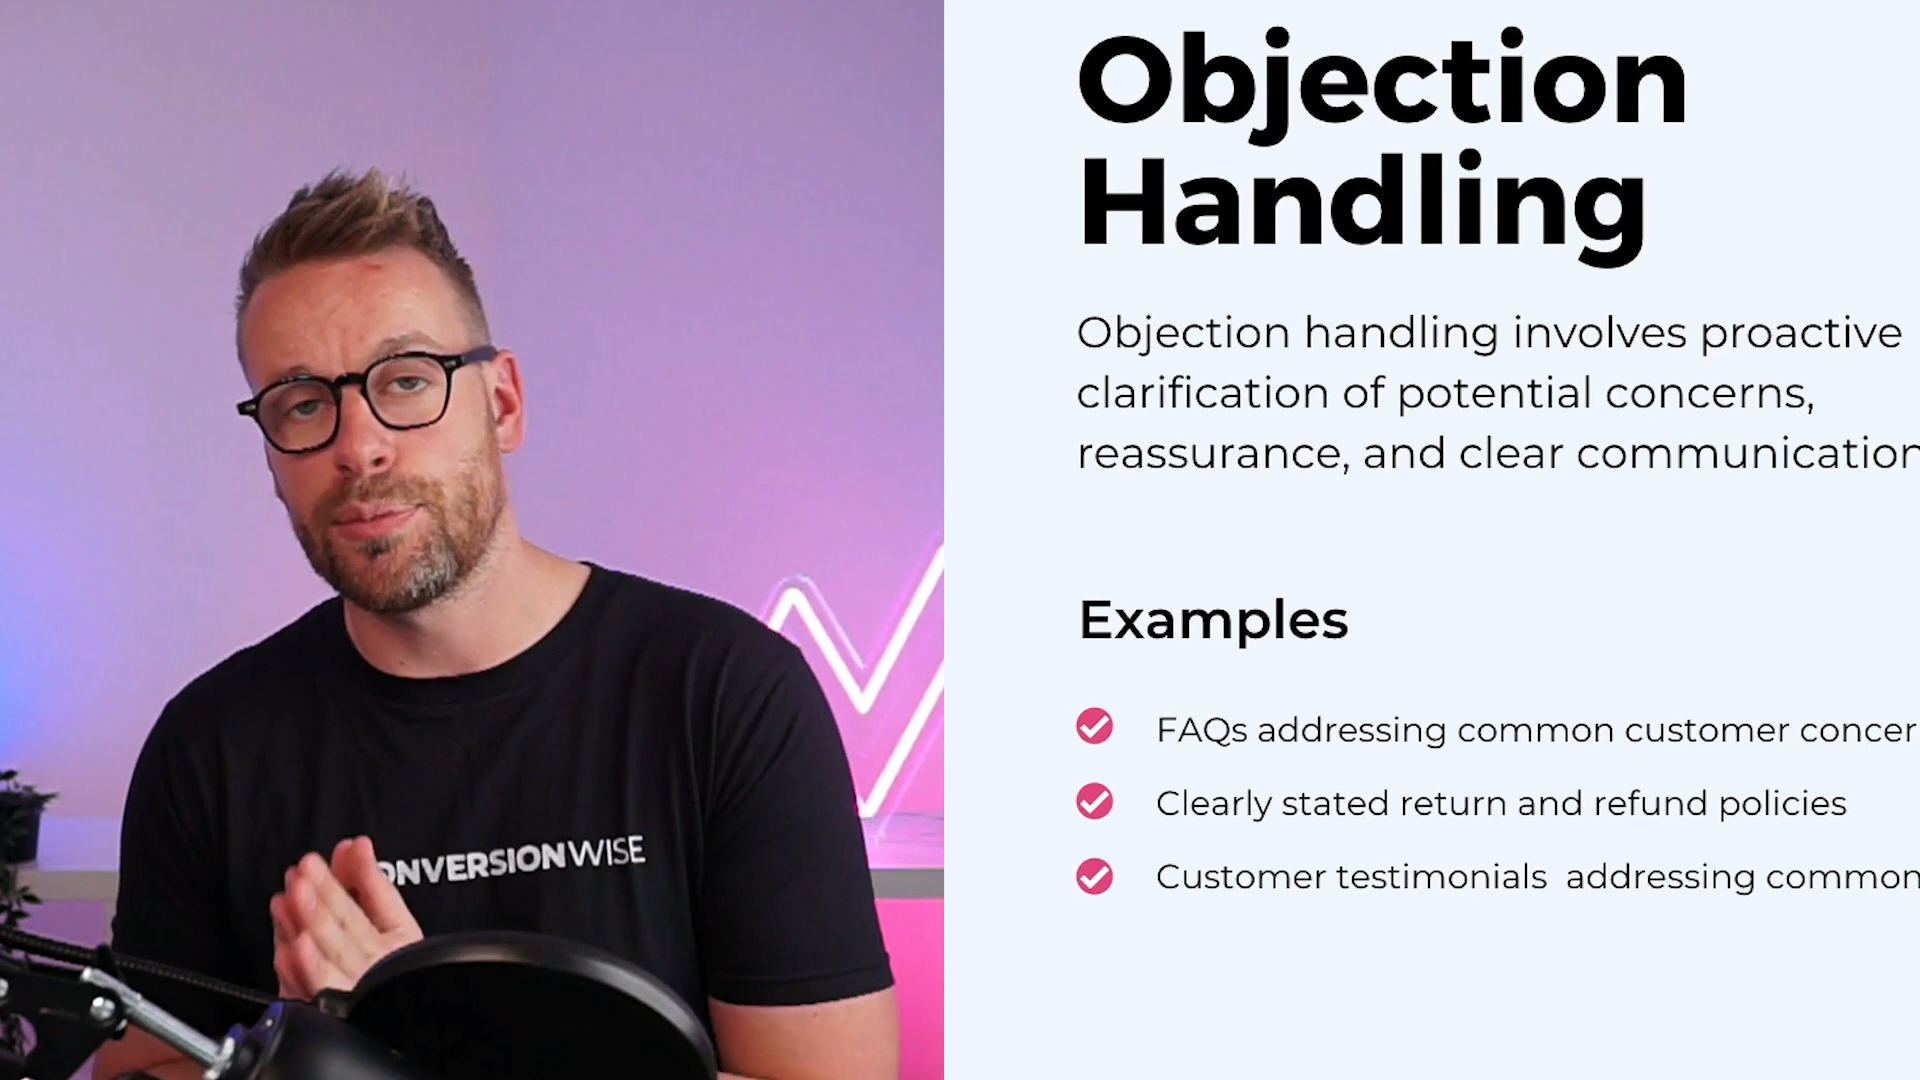 Objection
Handling
Objection handling involves proactive
clarification of potential concerns,
reassurance, and clear communication
Examples
FAQs addressing common customer concer
Clearly stated return and refund policies
Customer testimonials addressing common
ONVERSIONWISE